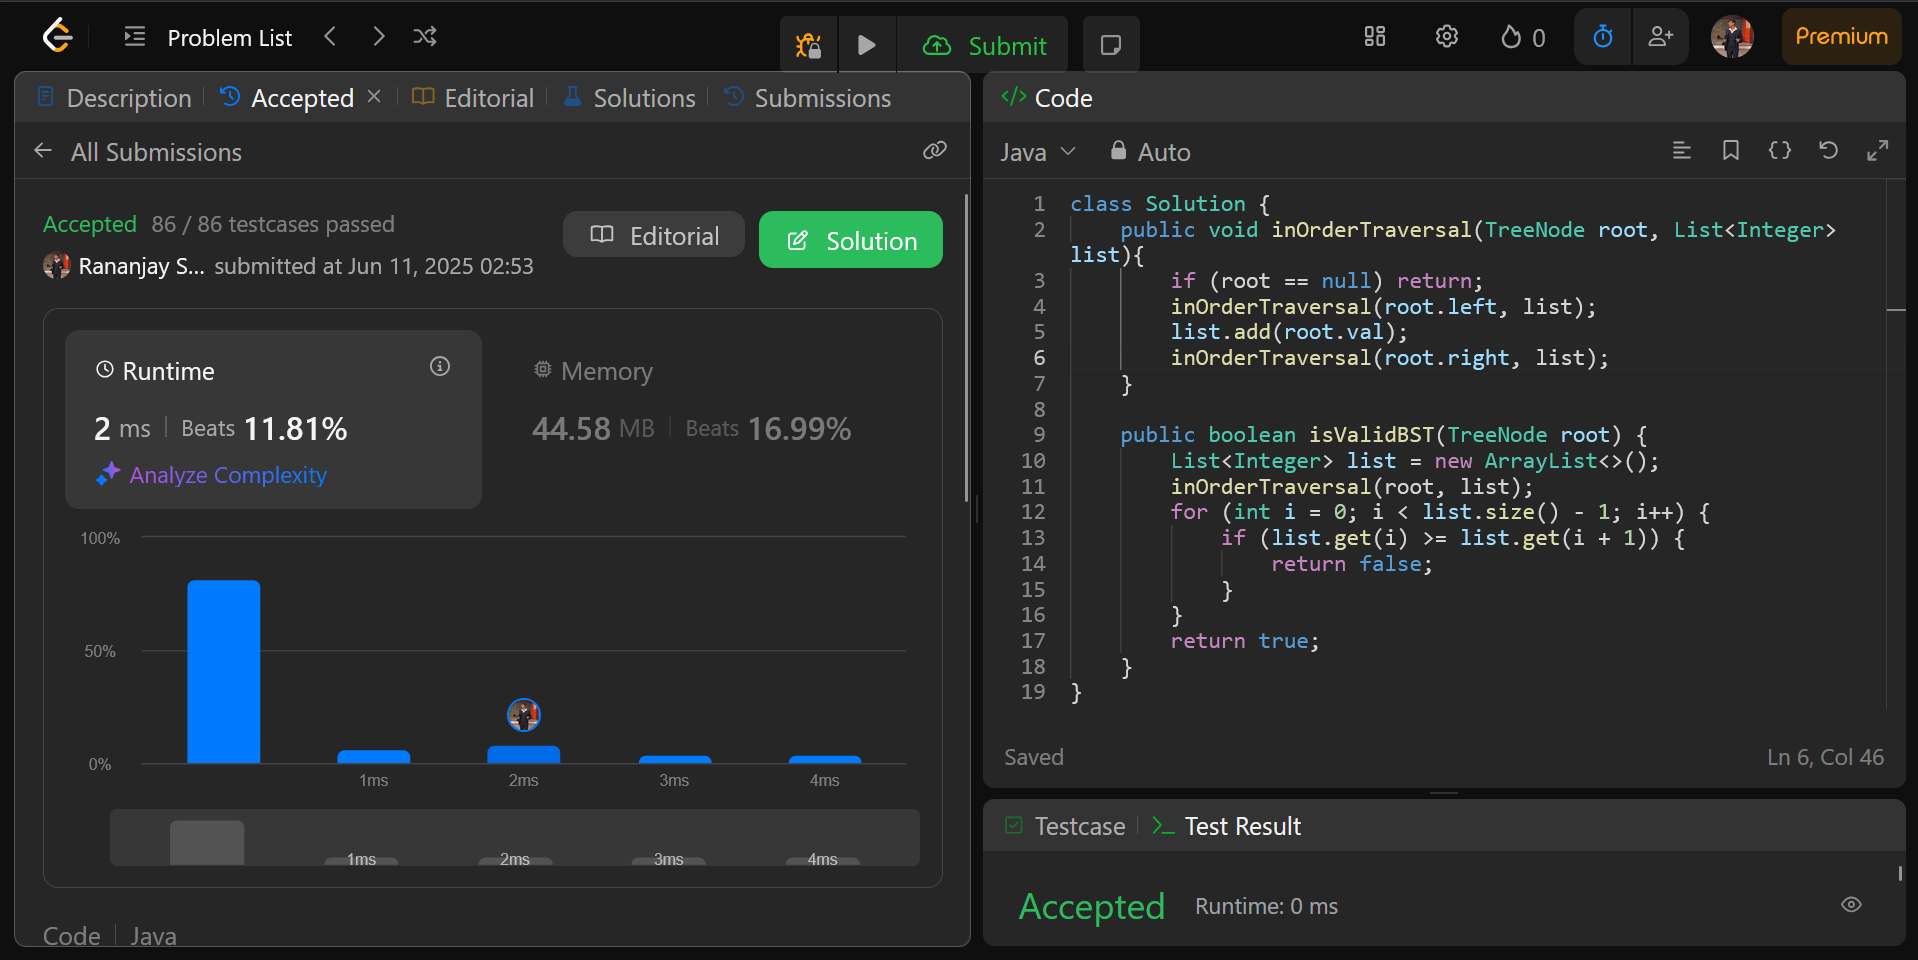 Problem List
Submit
0
Premium
Description
Accepted
Editorial
Solutions
Submissions
All Submissions
Accepted 86 / 86 testcases passed
Rananjay S... submitted at Jun 11, 2025 02:53
Editorial
Solution
Runtime
2 ms Beats 11.81%
Analyze Complexity
Memory
44.58 MB Beats 16.99%
100%
50%
0%
1ms 2ms 3ms 4ms
1ms 2ms 3ms 4ms
Code Java
</> Code
Java Auto
1 class Solution {
2 public void inOrderTraversal(TreeNode root, List<Integer>
list){
3 if (root == null) return;
4 inOrderTraversal(root.left, list);
5 list.add(root.val);
6 inOrderTraversal(root.right, list);
7 }
8
9 public boolean isValidBST(TreeNode root) {
10 List<Integer> list = new ArrayList<>();
11 inOrderTraversal(root, list);
12 for (int i = 0; i < list.size() - 1; i++) {
13 if (list.get(i) >= list.get(i + 1)) {
14 return false;
15 }
16 }
17 return true;
18 }
19 }
Saved Ln 6, Col 46
Testcase
Test Result
Accepted Runtime: 0 ms